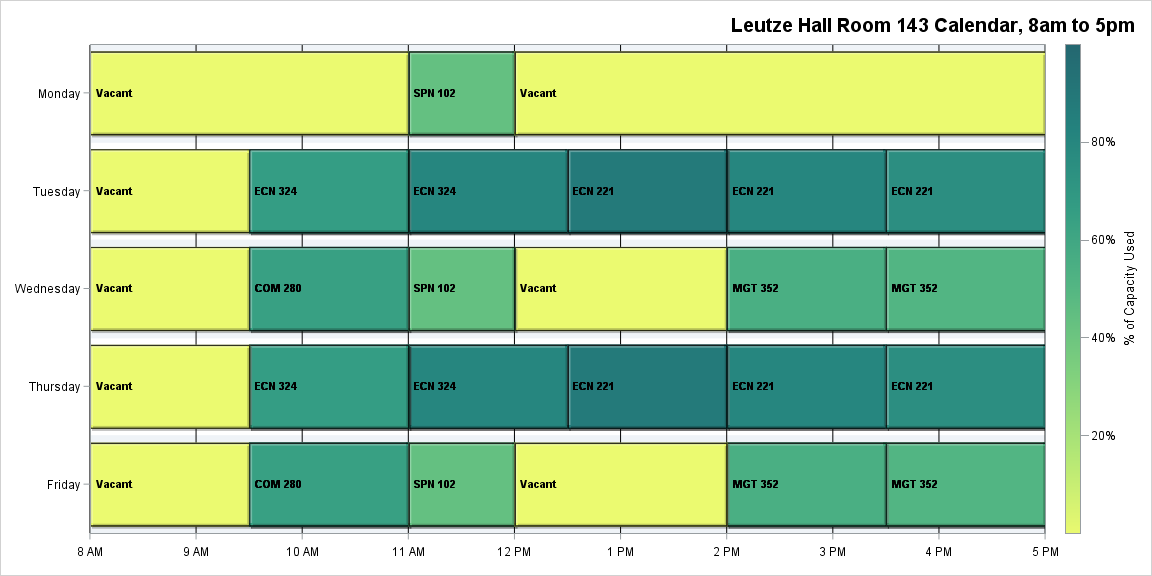 Leutze Hall Room 143 Calendar, 8am to 5pm
Monday
Vacant
SPN 102
Vacant
Tuesday
Vacant
ECN 324
ECN 324
ECN 221
ECN 221
ECN 221
Wednesday
Vacant
COM 280
SPN 102
Vacant
MGT 352
MGT 352
Thursday
Vacant
ECN 324
ECN 324
ECN 221
ECN 221
ECN 221
Friday
Vacant
COM 280
SPN 102
Vacant
MGT 352
MGT 352
8 AM
9 AM
10 AM
11 AM
12 PM
1 PM
2 PM
3 PM
4 PM
5 PM
80%
60%
40%
20%
% of Capacity Used